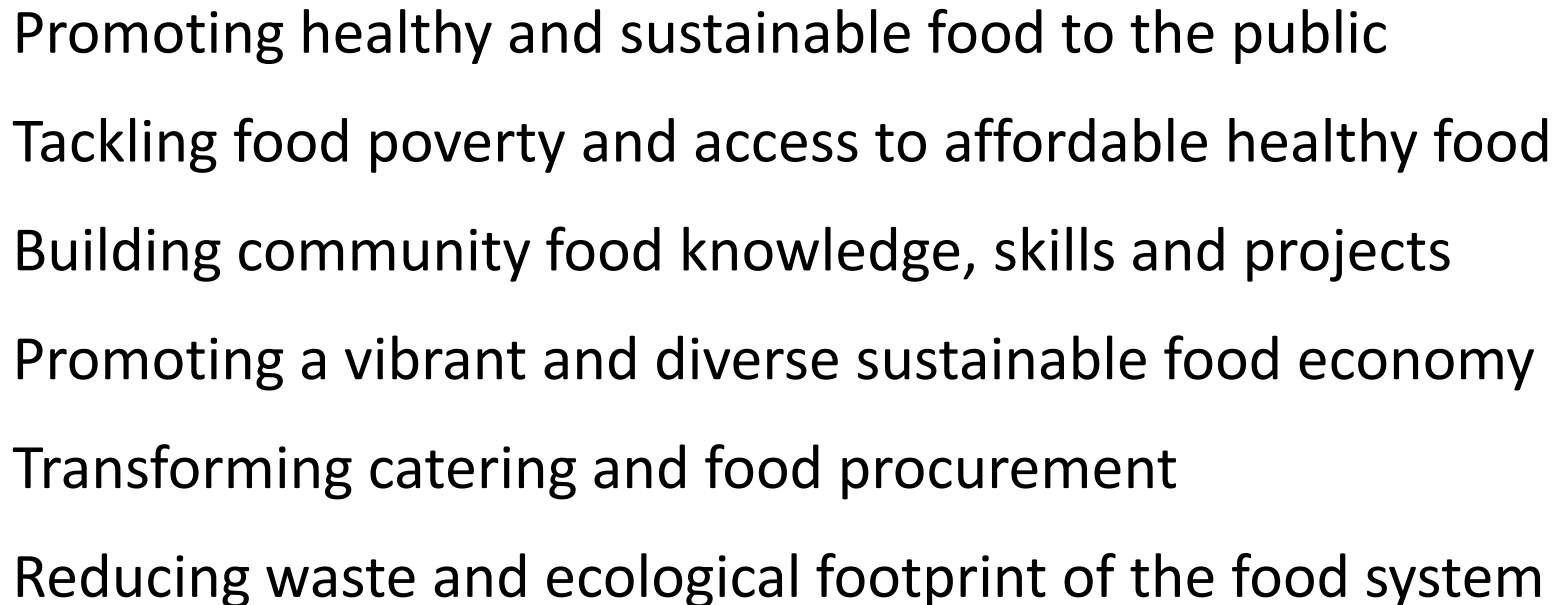 Promoting healthy and sustainable food to the public
Tackling food poverty and access to affordable healthy food
Building community food knowledge, skills and projects
Promoting a vibrant and diverse sustainable food economy
Transforming catering and food procurement
Reducing waste and ecological footprint of the food system